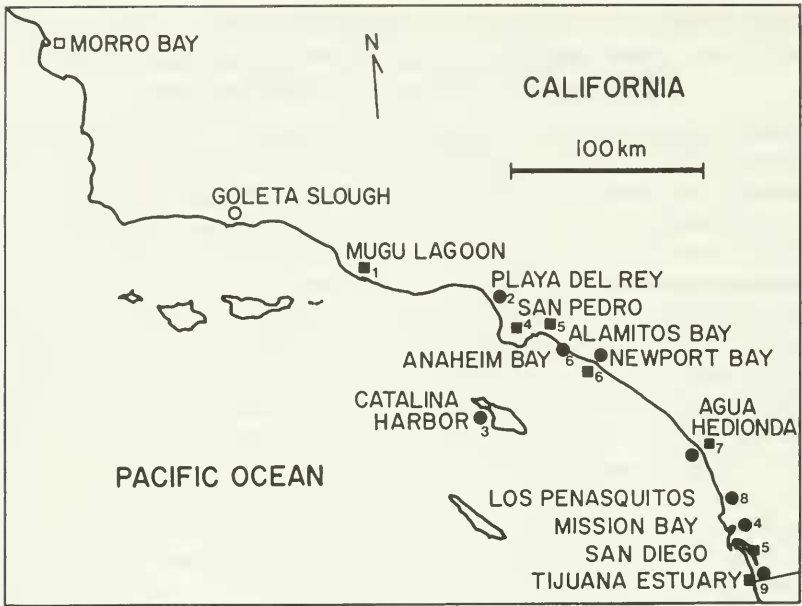 MORRO BAY
N
CALIFORNIA
100 km
GOLETA SLOUGH
MUGU LAGOON
1
PLAYA DEL REY
2
SAN PEDRO
4
5
ALAMITOS BAY
ANAHEIM BAY
6
NEWPORT BAY
6
CATALINA
HARBOR
3
AGUA
HEDIONDA
7
PACIFIC OCEAN
LOS PENASQUITOS
8
MISSION BAY
4
SAN DIEGO
5
TIJUANA ESTUARY
9